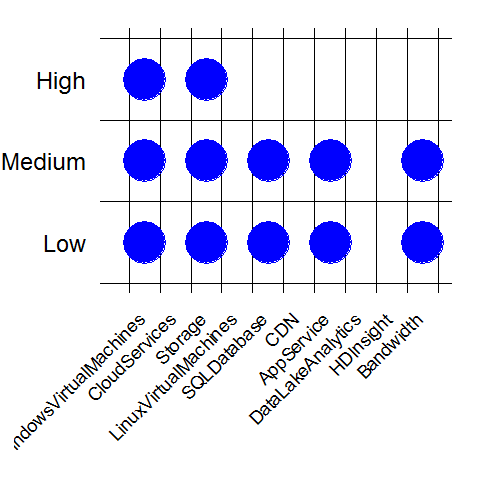 High
Medium
Low
ndowsVirtualMachines
CloudServices
Storage
LinuxVirtualMachines
SQLDatabase
CDN
AppService
DataLakeAnalytics
HDInsight
Bandwidth